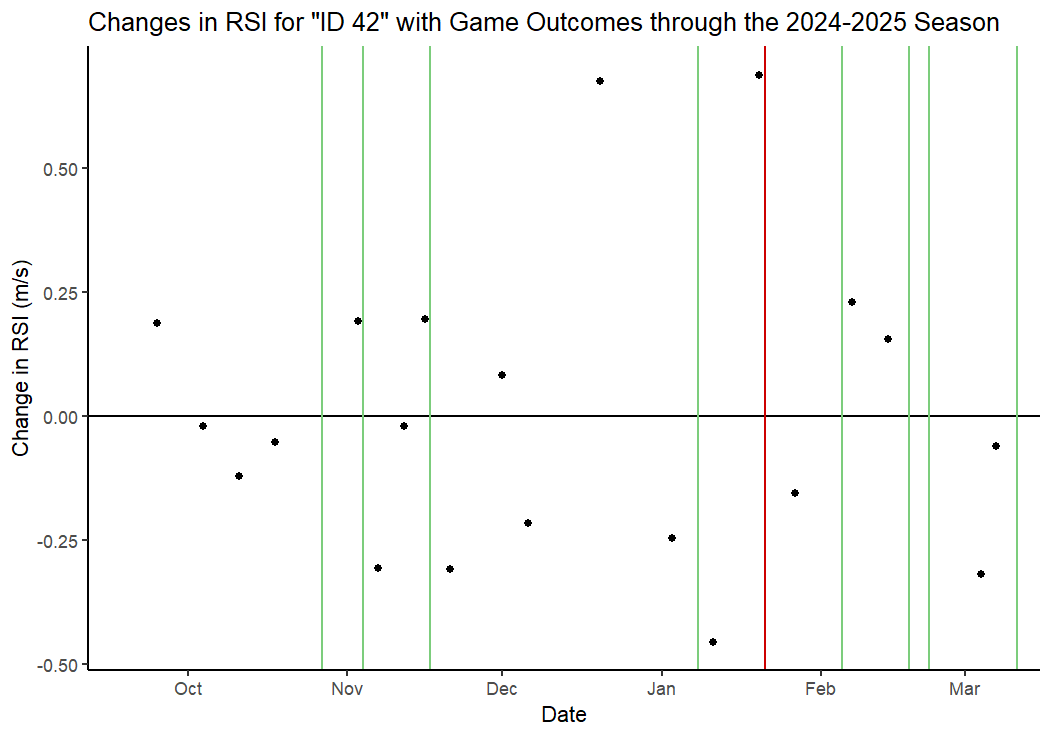 Changes in RSI for "ID 42" with Game Outcomes through the 2024-2025 Season
Change in RSI (m/s)
0.50
0.25
0.00
-0.25
-0.50
Oct Nov Dec Jan Feb Mar
Date